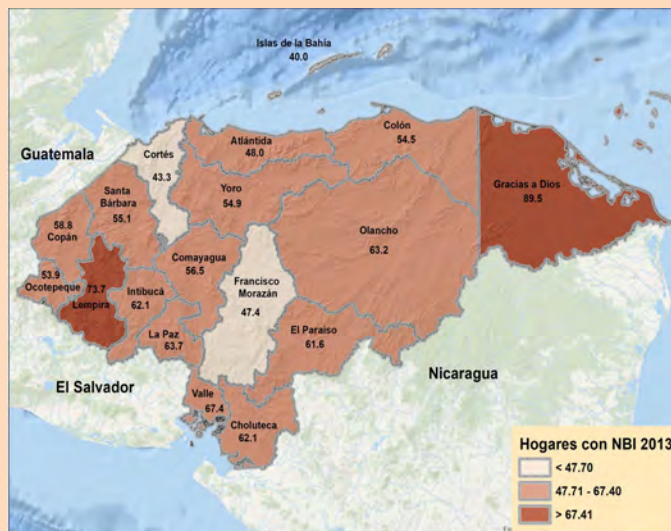 Islas de la Bahía
40.0
Guatemala
Cortés
43.3
Atlántida
48.0
Colón
54.5
Gracias a Dios
89.5
Santa
Bárbara
55.1
Yoro
54.9
Olancho
63.2
58.8
Copán
Comayagua
56.5
53.9
Ocotepeque
73.7
Lempira
Intibucá
62.1
Francisco
Morazán
47.4
La Paz
63.7
El Paraíso
61.6
El Salvador
Nicaragua
Valle
67.4
Choluteca
62.1
Hogares con NBI 2013
< 47.70
47.71 - 67.40
> 67.41